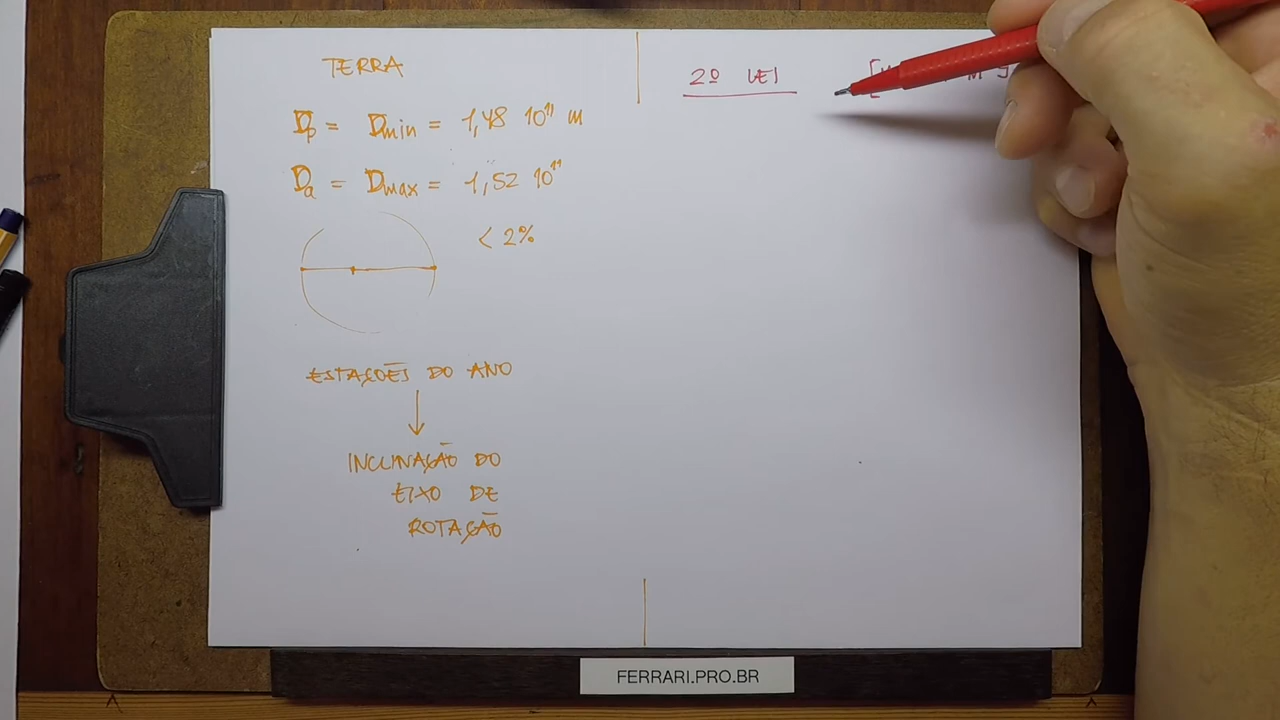 TERRA
Dp = Dmin = 1,48 10¹¹ m
Da = Dmax = 1,52 10¹¹
< 2%
ESTAÇÕES DO ANO
INCLINAÇÃO DO
EIXO DE
ROTAÇÃO
2º LEI
FERRARI.PRO.BR